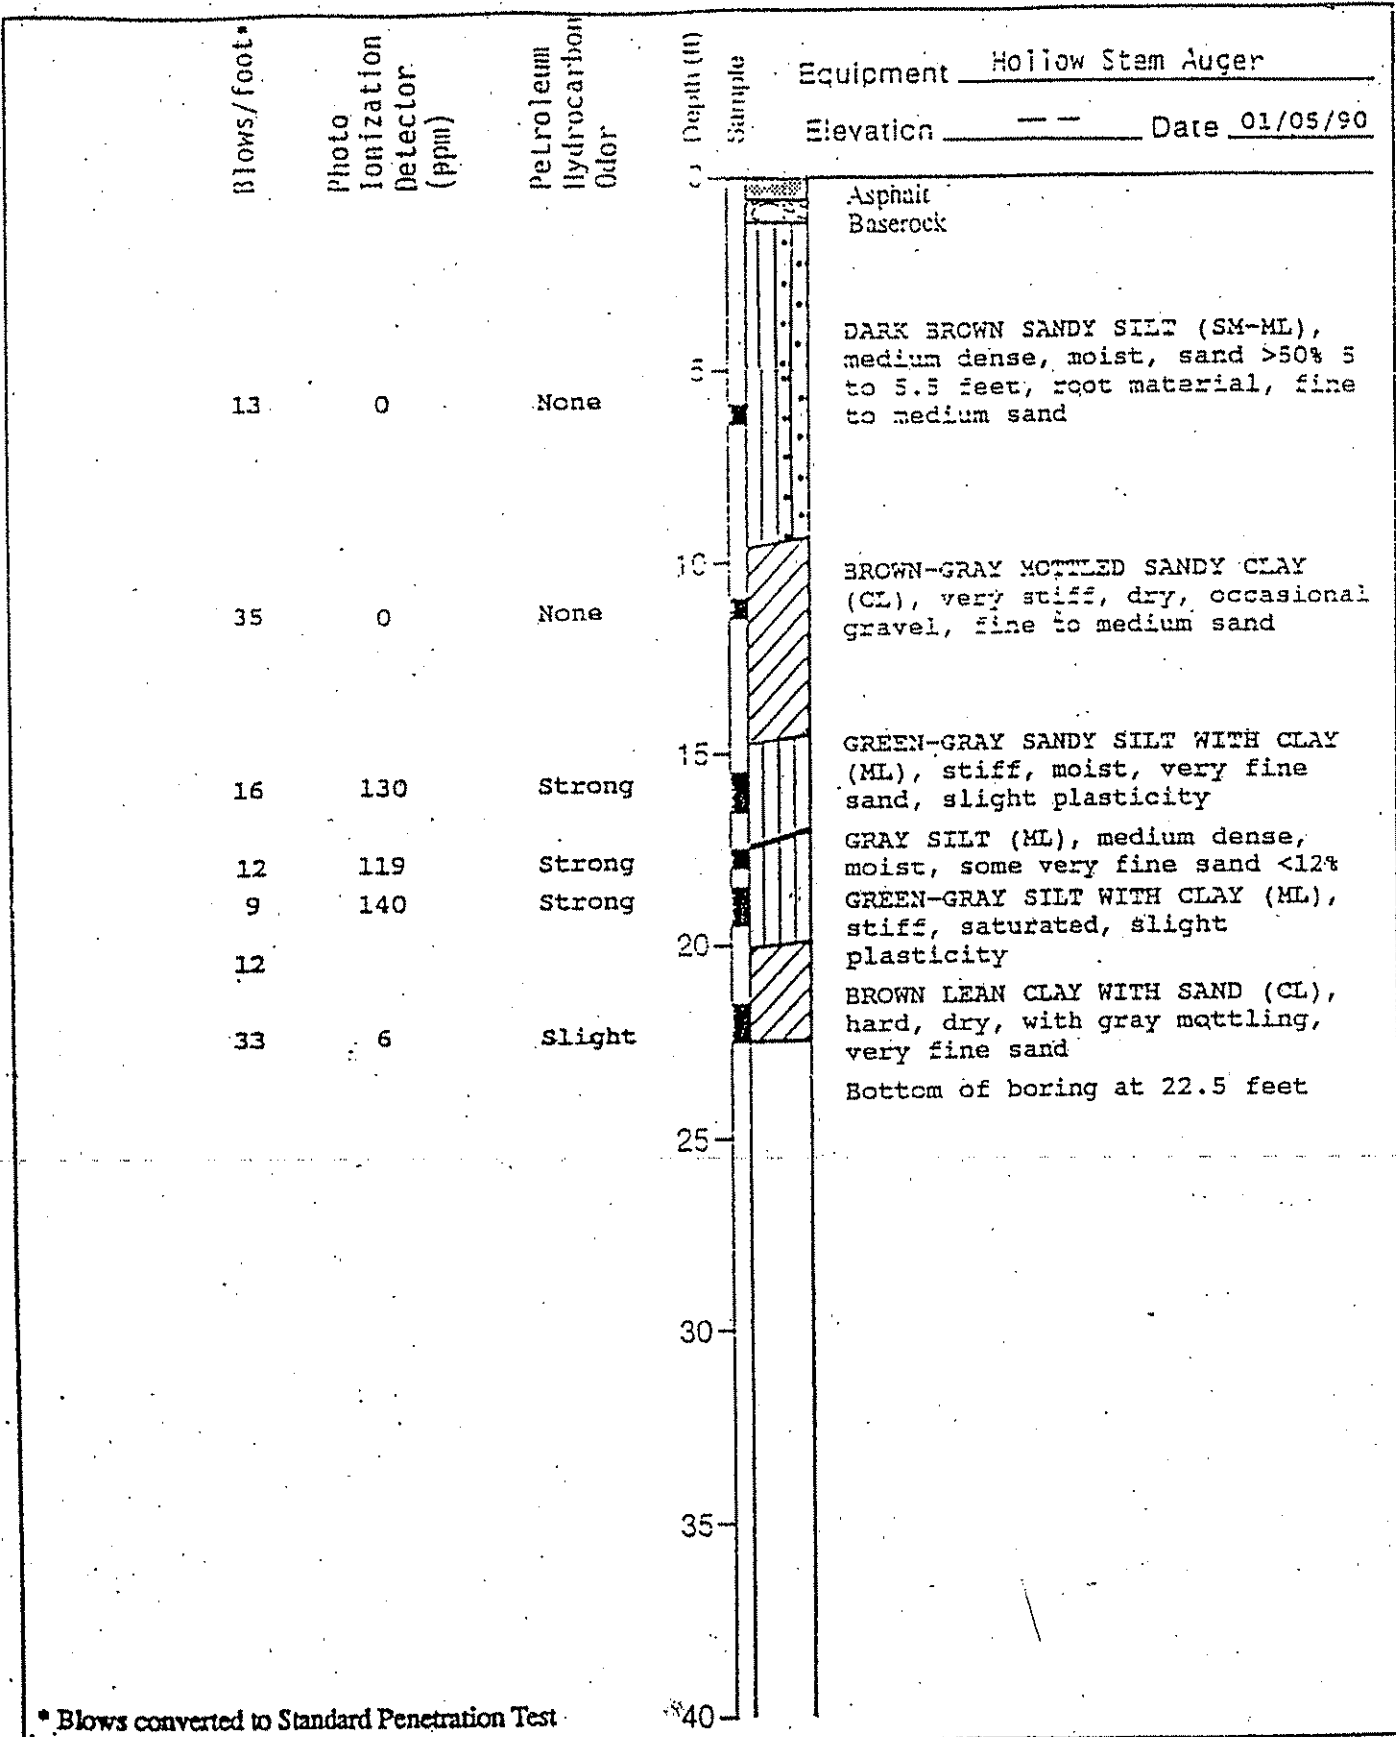 Blows/foot*
Photo
Ionization
Detector
(ppm)
Petroleum
Hydrocarbon
Odor
Depth (ft)
Sample
Equipment Hollow Stem Auger
Elevation -- Date 01/05/90
0
Asphalt
Baserock
DARK BROWN SANDY SILT (SM-ML),
medium dense, moist, sand >50% 5
to 5.5 feet, root material, fine
to medium sand
5
13 0 None
10
BROWN-GRAY MOTTLED SANDY CLAY
(CL), very stiff, dry, occasional
gravel, fine to medium sand
35 0 None
15
GREEN-GRAY SANDY SILT WITH CLAY
(ML), stiff, moist, very fine
sand, slight plasticity
16 130 Strong
GRAY SILT (ML), medium dense,
moist, some very fine sand <12%
12 119 Strong
GREEN-GRAY SILT WITH CLAY (ML),
stiff, saturated, slight
plasticity
9 140 Strong
20
12
BROWN LEAN CLAY WITH SAND (CL),
hard, dry, with gray mottling,
very fine sand
33 6 Slight
Bottom of boring at 22.5 feet
25
30
35
40
* Blows converted to Standard Penetration Test